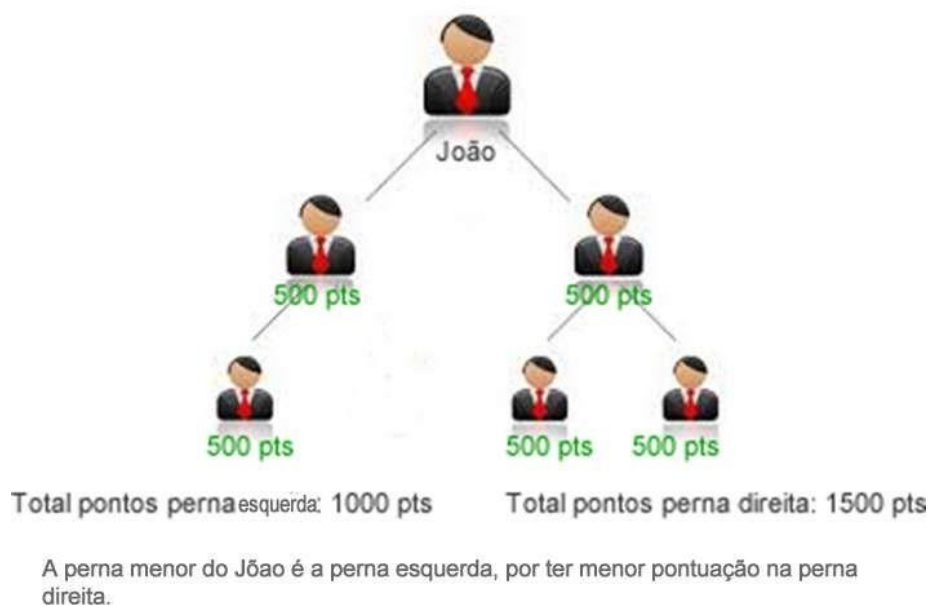 João
500 pts 500 pts
500 pts 500 pts 500 pts
Total pontos perna esquerda: 1000 pts Total pontos perna direita: 1500 pts
A perna menor do Jõao é a perna esquerda, por ter menor pontuação na perna
direita.